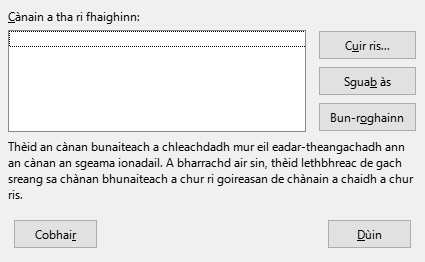 Cànain a tha ri fhaighinn:
Cuir ris...
Sguab às
Bun-roghainn
Thèid an cànan bunaiteach a chleachdadh mur eil eadar-theangachadh ann
an cànan an sgeama ionadail. A bharrachd air sin, thèid lethbhreac de gach
sreang sa chànan bhunaiteach a chur ri goireasan de chànain a chaidh a chur
ris.
Cobhair
Dùin